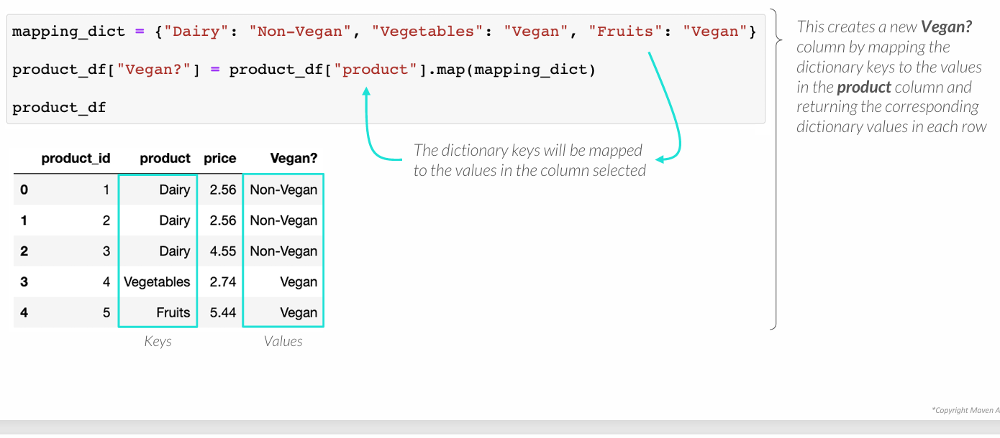 mapping_dict = {"Dairy": "Non-Vegan", "Vegetables": "Vegan", "Fruits": "Vegan"}
product_df["Vegan?"] = product_df["product"].map(mapping_dict)
product_df
This creates a new Vegan?
column by mapping the
dictionary keys to the values
in the product column and
returning the corresponding
dictionary values in each row
The dictionary keys will be mapped
to the values in the column selected
product_id product price Vegan?
0 1 Dairy 2.56 Non-Vegan
1 2 Dairy 2.56 Non-Vegan
2 3 Dairy 4.55 Non-Vegan
3 4 Vegetables 2.74 Vegan
4 5 Fruits 5.44 Vegan
Keys Values
*Copyright Maven A